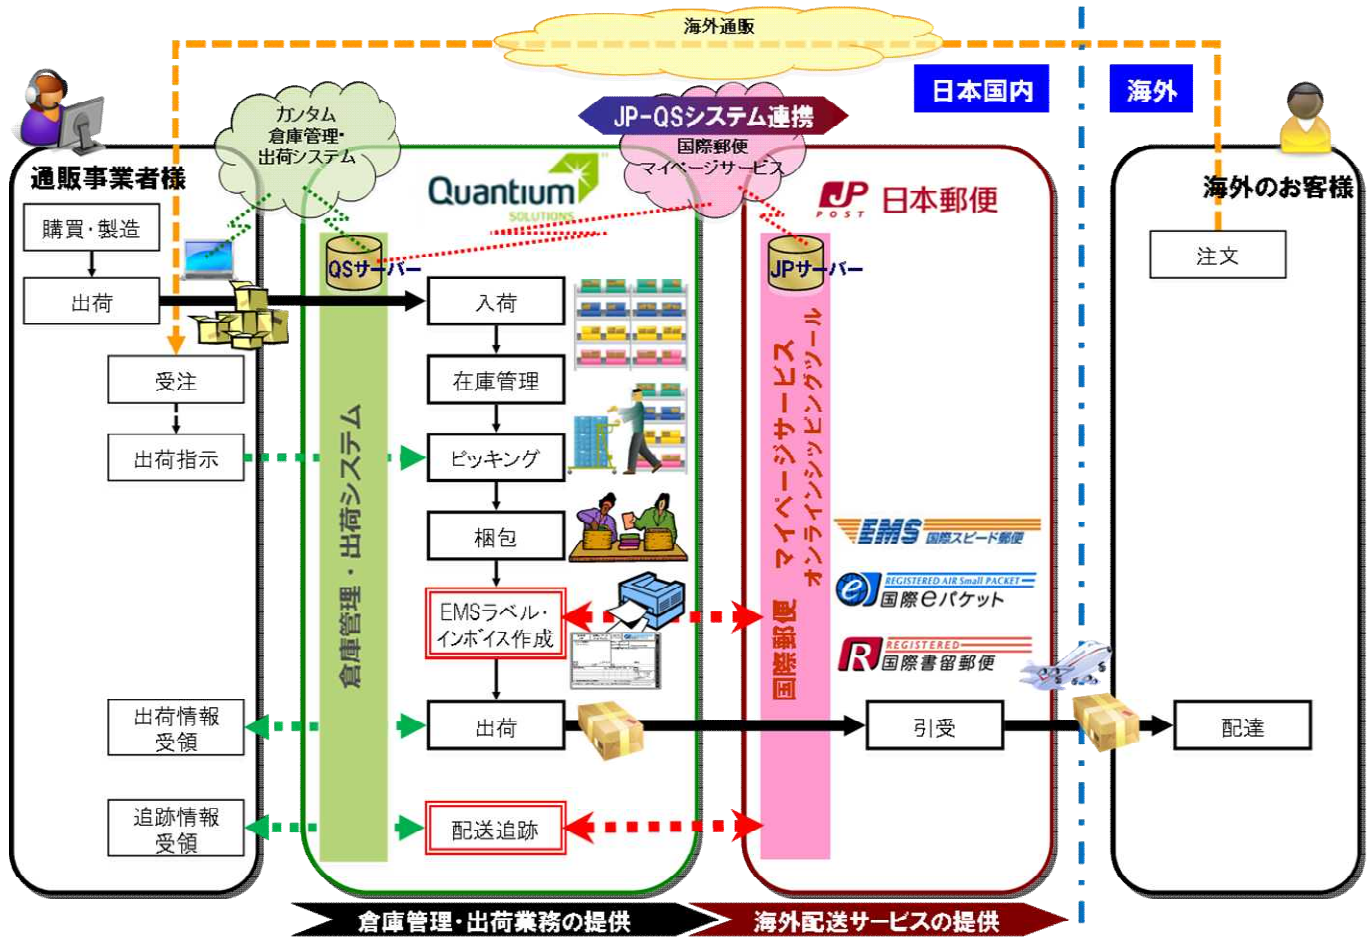 海外通販
日本国内
海外
カンタム
倉庫管理・
出荷システム
JP-QSシステム連携
国際郵便
マイページサービス
通販事業者様
Quantium
SOLUTIONS
JP
POST
日本郵便
海外のお客様
購買・製造
出荷
受注
出荷指示
出荷情報
受領
追跡情報
受領
QSサーバー
倉庫管理・出荷システム
入荷
在庫管理
ピッキング
梱包
EMSラベル・
インボイス作成
出荷
配送追跡
JPサーバー
国際郵便 マイページサービス
オンラインシッピングツール
EMS 国際スピード郵便
e REGISTERED AIR Small PACKET
国際eパケット
R REGISTERED
国際書留郵便
引受
注文
配達
倉庫管理・出荷業務の提供
海外配送サービスの提供